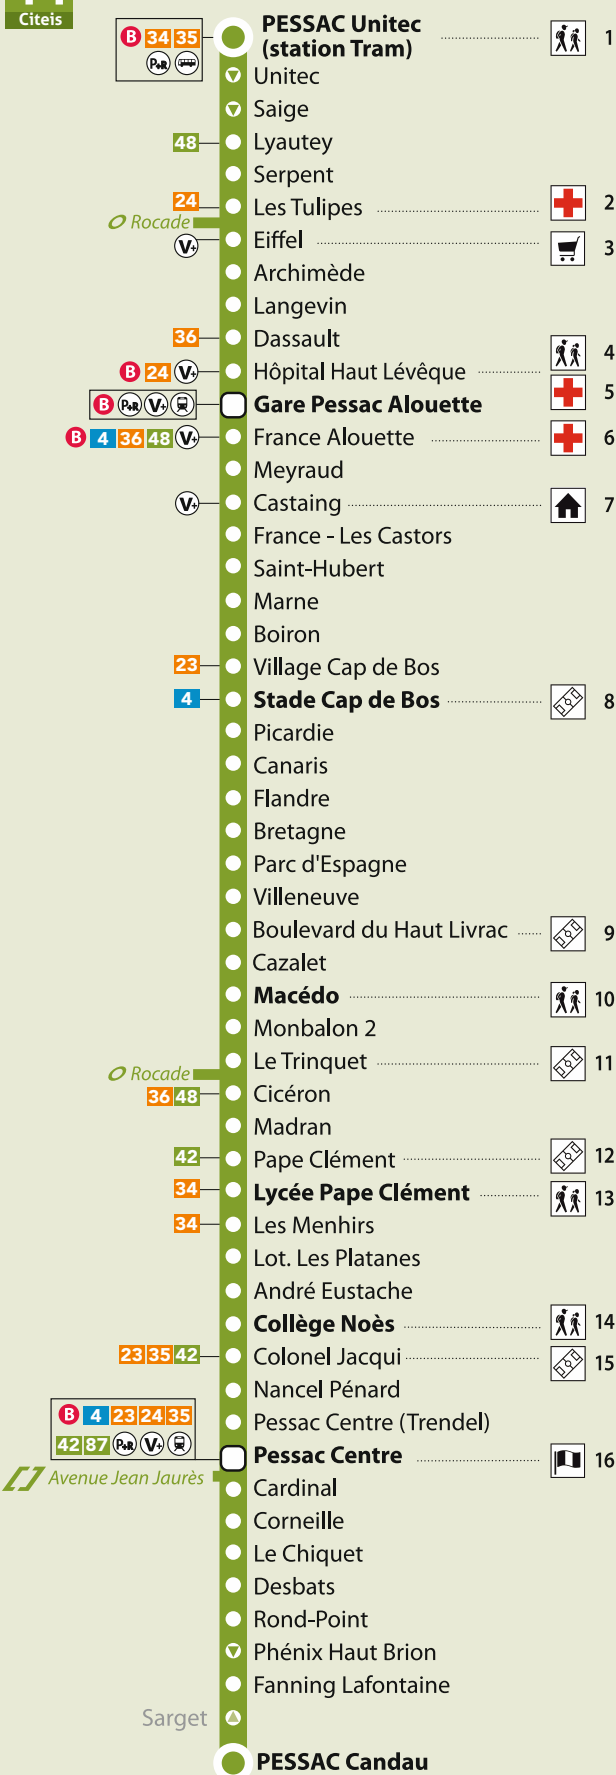 Citeis
B 34 35 PESSAC Unitec 1
P+R (station Tram)
Unitec
Saige
48 Lyautey
Serpent
24 Les Tulipes 2
Rocade
V+ Eiffel 3
Archimède
Langevin
36 Dassault
B 24 V+ Hôpital Haut Lévêque 4
5
B P+R V+ Gare Pessac Alouette
B 4 36 48 V+ France Alouette 6
Meyraud
V+ Castaing 7
France - Les Castors
Saint-Hubert
Marne
Boiron
23 Village Cap de Bos
4 Stade Cap de Bos 8
Picardie
Canaris
Flandre
Bretagne
Parc d'Espagne
Villeneuve
Boulevard du Haut Livrac 9
Cazalet
Macédo 10
Monbalon 2
Le Trinquet 11
Rocade
36 48 Cicéron
Madran
42 Pape Clément 12
34 Lycée Pape Clément 13
34 Les Menhirs
Lot. Les Platanes
André Eustache
Collège Noès 14
23 35 42 Colonel Jacqui 15
Nancel Pénard
B 4 23 24 35 Pessac Centre (Trendel)
42 87 P+R V+ Pessac Centre 16
Avenue Jean Jaurès
Cardinal
Corneille
Le Chiquet
Desbats
Rond-Point
Phénix Haut Brion
Fanning Lafontaine
Sarget
PESSAC Candau